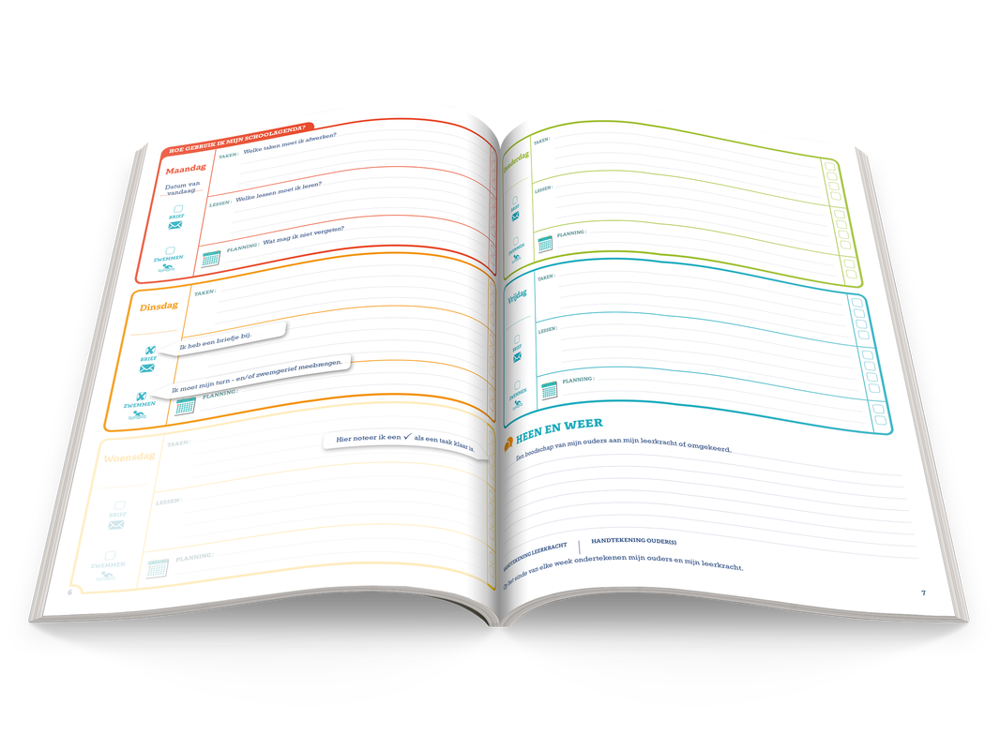 HOE GEBRUIK IK MIJN SCHOOLAGENDA?
Maandag
Datum van
vandaag
BRIEF
ZWEMMEN
TAKEN: Welke taken moet ik afwerken?
LESSEN: Welke lessen moet ik leren?
PLANNING: Wat mag ik niet vergeten?
Dinsdag
BRIEF
ZWEMMEN
TAKEN:
Ik heb een briefje bij.
Ik moet mijn turn - en/of zwemgerief meebrengen.
PLANNING:
Woensdag
BRIEF
ZWEMMEN
TAKEN:
Hier noteer ik een ✓ als een taak klaar is.
LESSEN:
PLANNING:
6
Donderdag
BRIEF
ZWEMMEN
TAKEN:
LESSEN:
PLANNING:
Vrijdag
BRIEF
ZWEMMEN
TAKEN:
LESSEN:
PLANNING:
HEEN EN WEER
Een boodschap van mijn ouders aan mijn leerkracht of omgekeerd.
HANDTEKENING LEERKRACHT
HANDTEKENING OUDER(S)
Op het einde van elke week ondertekenen mijn ouders en mijn leerkracht.
7